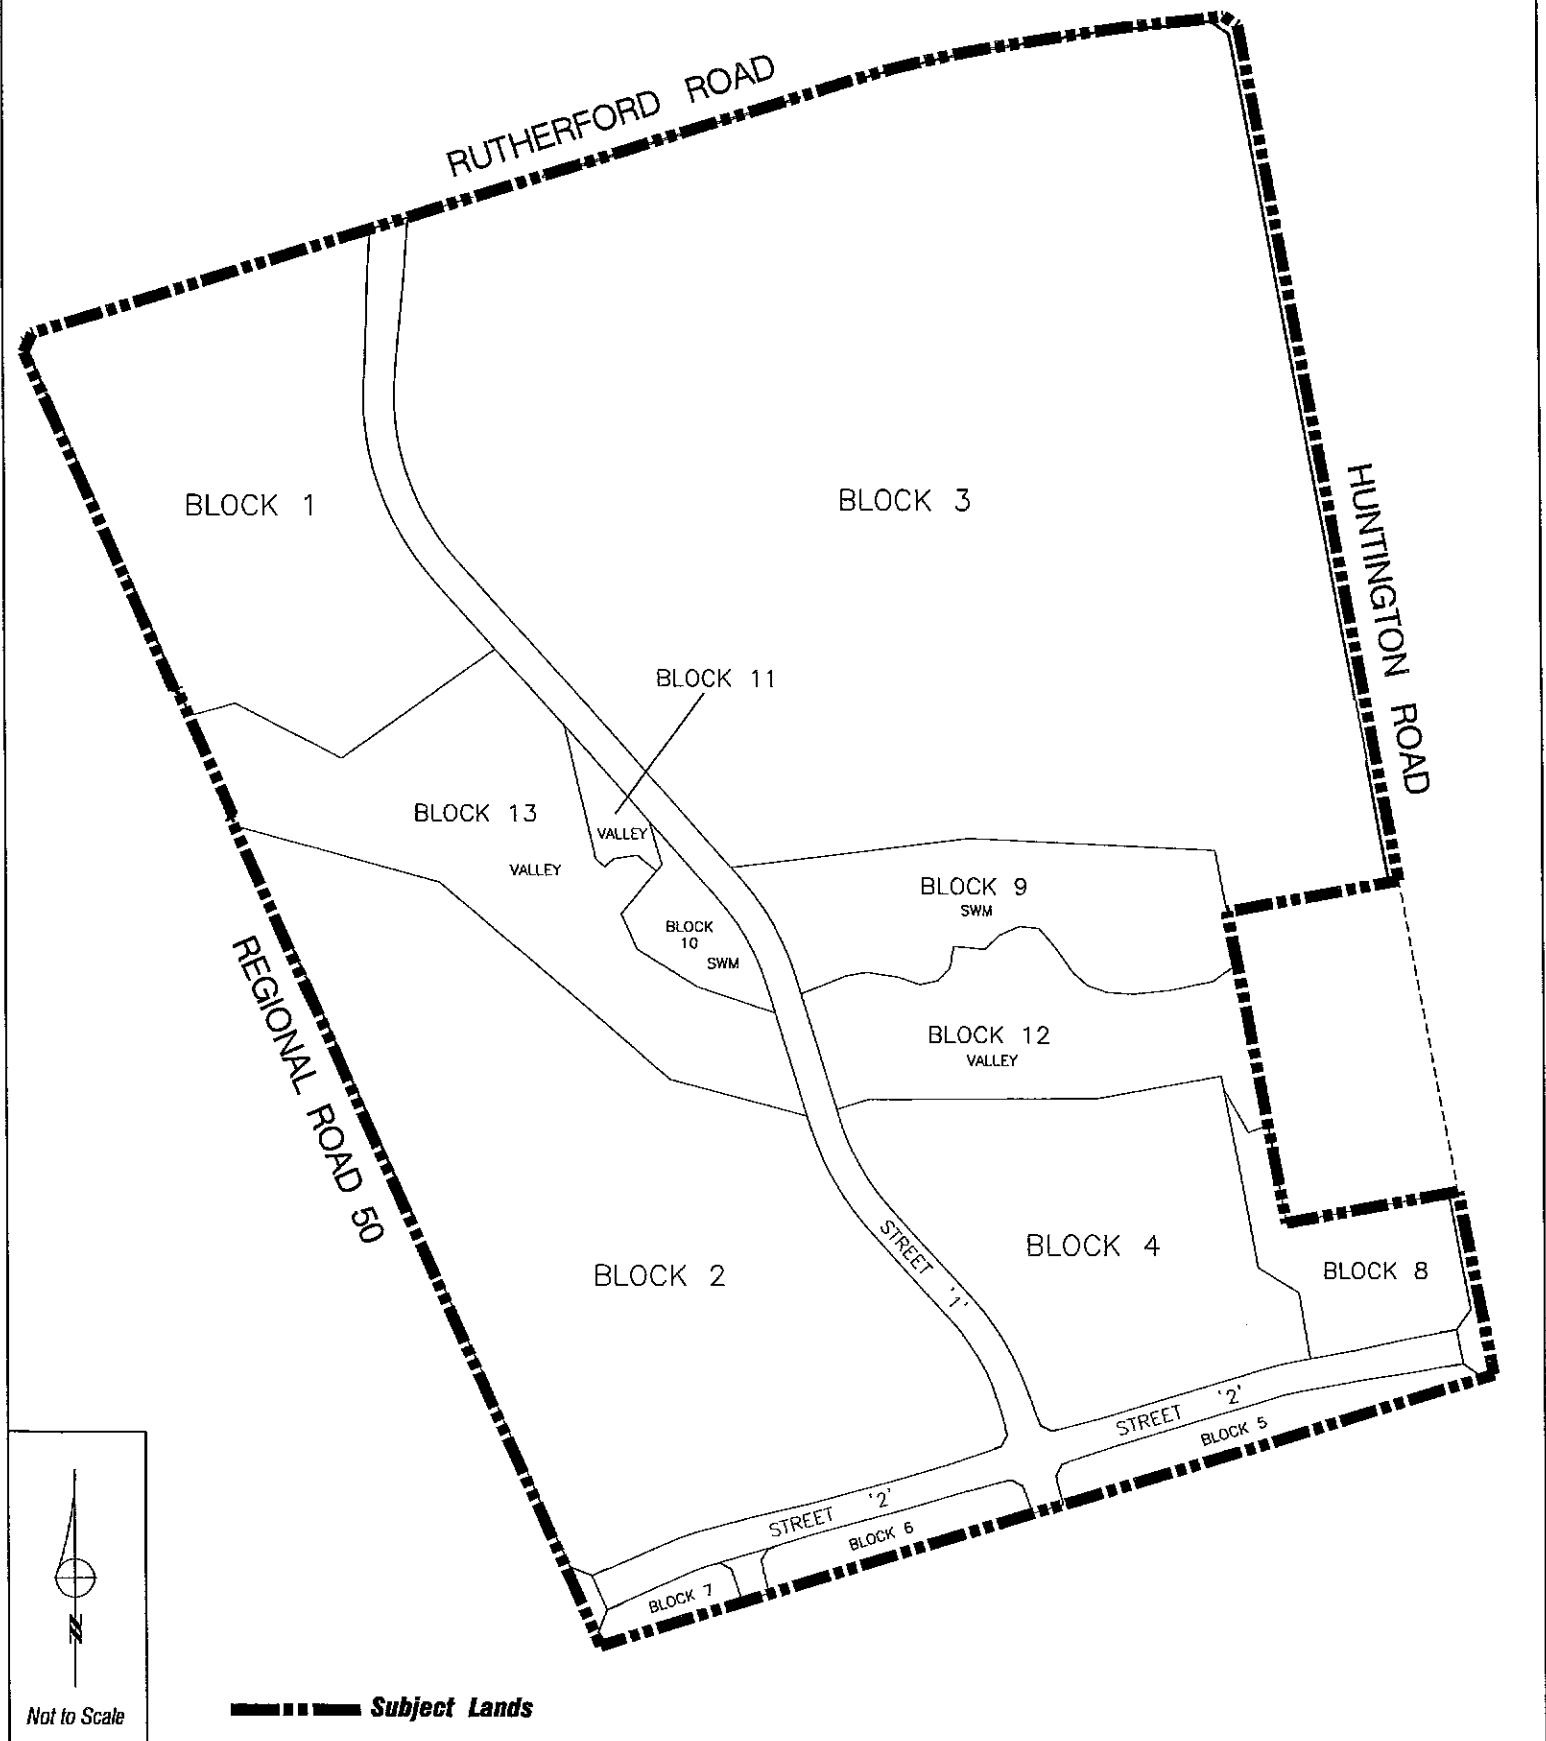 RUTHERFORD ROAD
BLOCK 1
BLOCK 3
HUNTINGTON ROAD
BLOCK 11
BLOCK 13
VALLEY
VALLEY
BLOCK 9
SWM
BLOCK
10
SWM
REGIONAL ROAD 50
BLOCK 12
VALLEY
STREET '1'
BLOCK 4
BLOCK 8
BLOCK 2
STREET '2'
BLOCK 5
STREET '2'
BLOCK 6
BLOCK 7
N
Not to Scale
Subject Lands